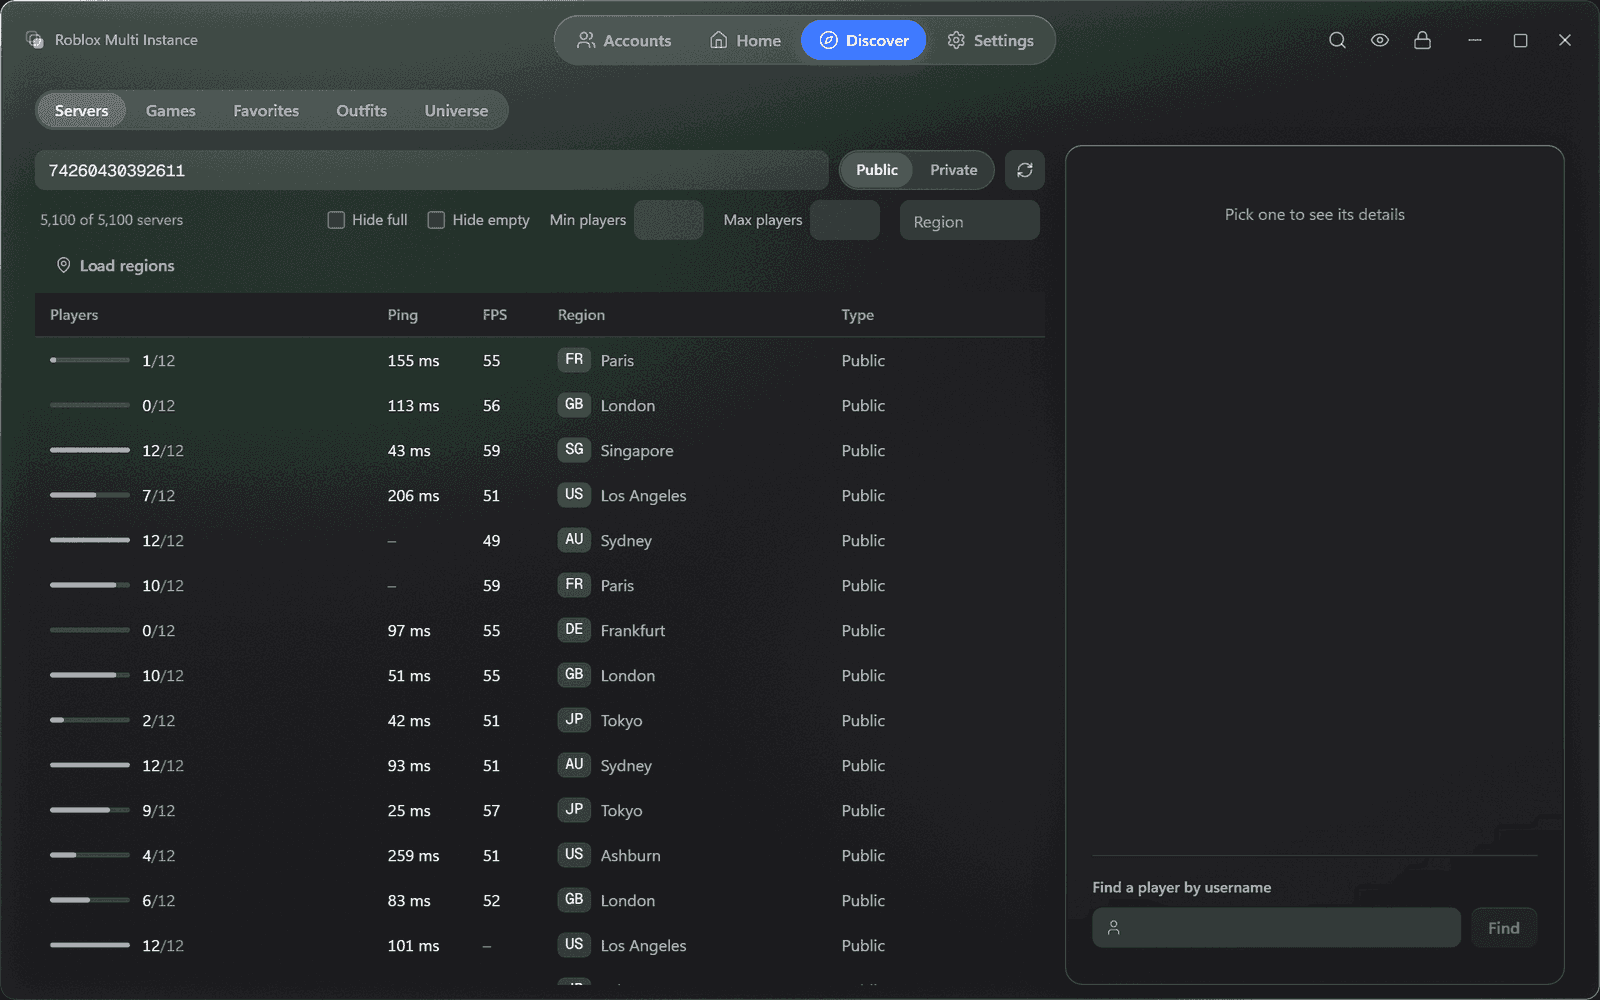 Roblox Multi Instance
Accounts Home Discover Settings
Servers Games Favorites Outfits Universe
74260430392611 Public Private
5,100 of 5,100 servers Hide full Hide empty Min players Max players Region
Load regions
Players Ping FPS Region Type
1/12 155 ms 55 FR Paris Public
0/12 113 ms 56 GB London Public
12/12 43 ms 59 SG Singapore Public
7/12 206 ms 51 US Los Angeles Public
12/12 – 49 AU Sydney Public
10/12 – 59 FR Paris Public
0/12 97 ms 55 DE Frankfurt Public
10/12 51 ms 55 GB London Public
2/12 42 ms 51 JP Tokyo Public
12/12 93 ms 51 AU Sydney Public
9/12 25 ms 57 JP Tokyo Public
4/12 259 ms 51 US Ashburn Public
6/12 83 ms 52 GB London Public
12/12 101 ms – US Los Angeles Public
Pick one to see its details
Find a player by username
Find